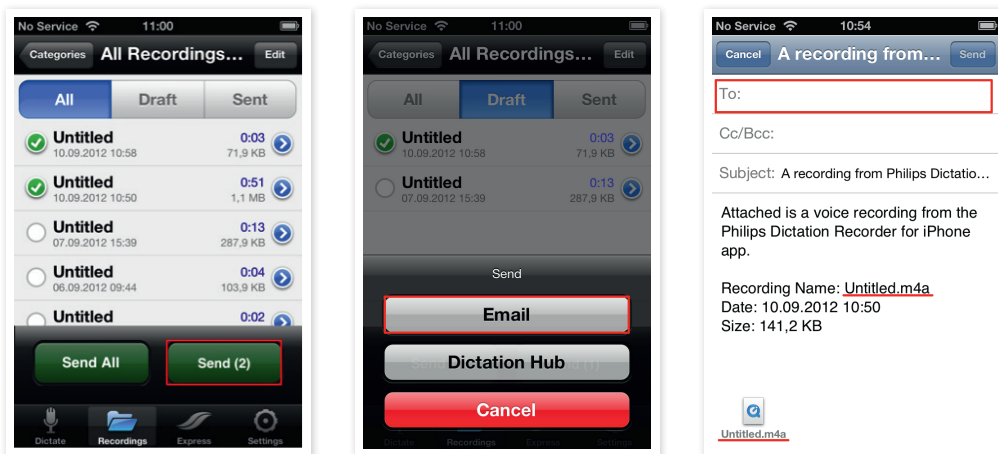 No Service 11:00
Categories All Recordings... Edit
All Draft Sent
Untitled 0:03
10.09.2012 10:58 71,9 KB
Untitled 0:51
10.09.2012 10:50 1,1 MB
Untitled 0:13
07.09.2012 15:39 287,9 KB
Untitled 0:04
06.09.2012 09:44 103,9 KB
Untitled 0:02
Send All Send (2)
Dictate Recordings Express Settings
No Service 11:00
Categories All Recordings... Edit
All Draft Sent
Untitled 0:03
10.09.2012 10:58 71,9 KB
Untitled 0:13
07.09.2012 15:39 287,9 KB
Send
Email
Dictation Hub
Cancel
Dictate Recordings Express Settings
No Service 10:54
Cancel A recording from... Send
To:
Cc/Bcc:
Subject: A recording from Philips Dictatio...
Attached is a voice recording from the
Philips Dictation Recorder for iPhone
app.
Recording Name: Untitled.m4a
Date: 10.09.2012 10:50
Size: 141,2 KB
Untitled.m4a